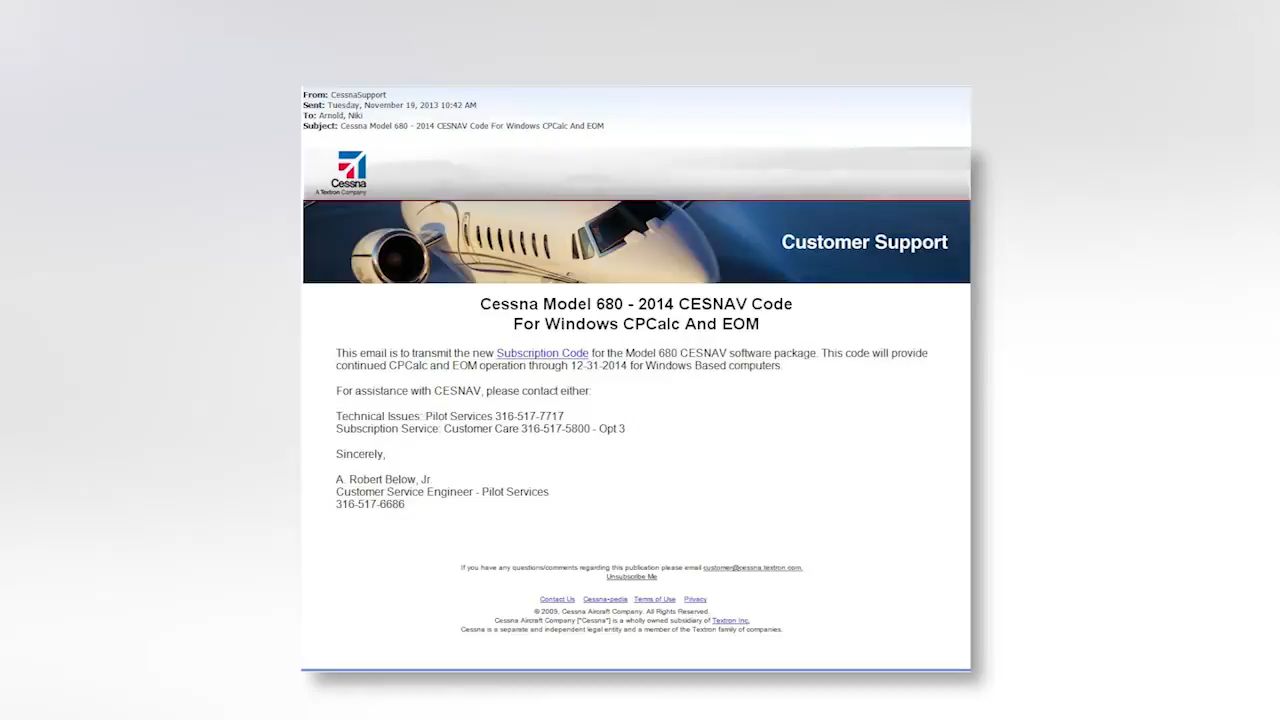 From: CessnaSupport
Sent: Tuesday, November 19, 2013 10:42 AM
To: Arnold, Niki
Subject: Cessna Model 680 - 2014 CESNAV Code For Windows CPCalc And EOM
Cessna
A Textron Company
Customer Support
Cessna Model 680 - 2014 CESNAV Code
For Windows CPCalc And EOM
This email is to transmit the new Subscription Code for the Model 680 CESNAV software package. This code will provide
continued CPCalc and EOM operation through 12-31-2014 for Windows Based computers.
For assistance with CESNAV, please contact either:
Technical Issues: Pilot Services 316-517-7717
Subscription Service: Customer Care 316-517-5800 - Opt 3
Sincerely,
A. Robert Below, Jr.
Customer Service Engineer - Pilot Services
316-517-6686
If you have any questions/comments regarding this publication please email customer@cessna.textron.com.
Unsubscribe Me
Contact Us Cessna-pedia Terms of Use Privacy
© 2009, Cessna Aircraft Company. All Rights Reserved.
Cessna Aircraft Company ["Cessna"] is a wholly owned subsidiary of Textron Inc.
Cessna is a separate and independent legal entity and a member of the Textron family of companies.